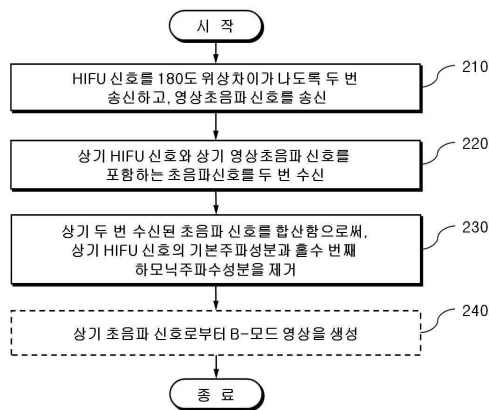 시 작
HIFU 신호를 180도 위상차이가 나도록 두 번
송신하고, 영상초음파 신호를 송신
210
상기 HIFU 신호와 상기 영상초음파 신호를
포함하는 초음파신호를 두 번 수신
220
상기 두 번 수신된 초음파 신호를 합산함으로써,
상기 HIFU 신호의 기본주파성분과 홀수 번째
하모닉주파수성분을 제거
230
상기 초음파 신호로부터 B-모드 영상을 생성
240
종 료